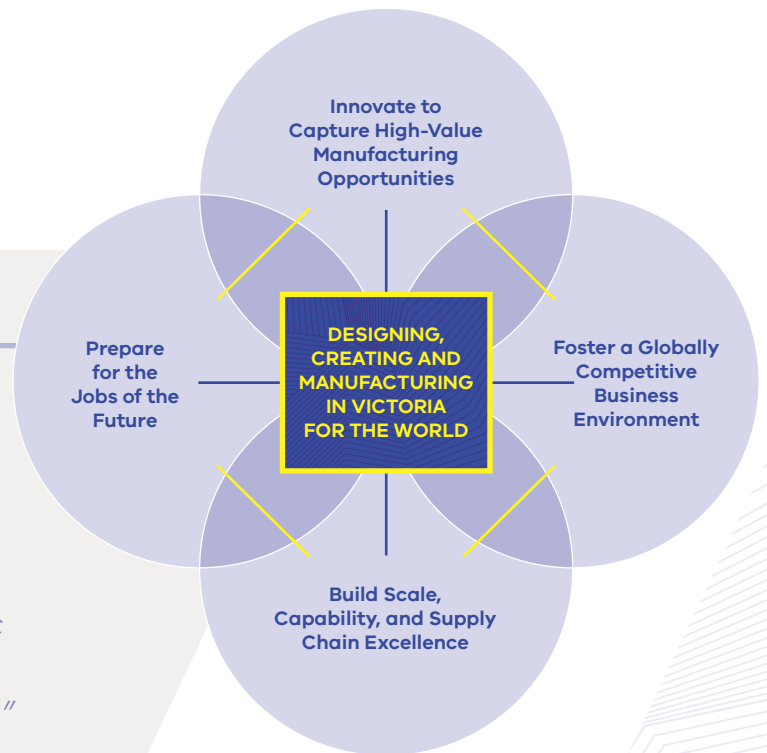 Innovate to
Capture High-Value
Manufacturing
Opportunities
Prepare
for the
Jobs of the
Future
DESIGNING,
CREATING AND
MANUFACTURING
IN VICTORIA
FOR THE WORLD
Foster a Globally
Competitive
Business
Environment
Build Scale,
Capability, and Supply
Chain Excellence
"